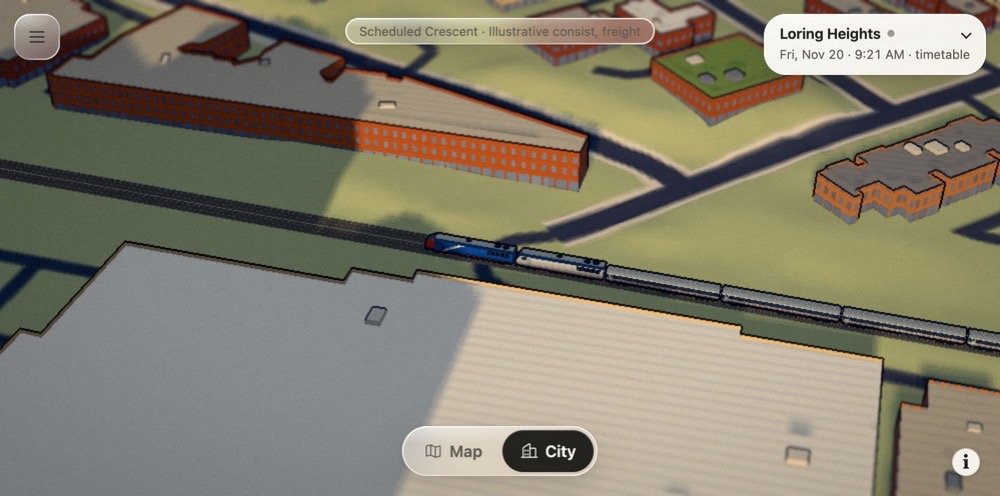 Scheduled Crescent · Illustrative consist, freight
Loring Heights
Fri, Nov 20 · 9:21 AM · timetable
Map
City
i